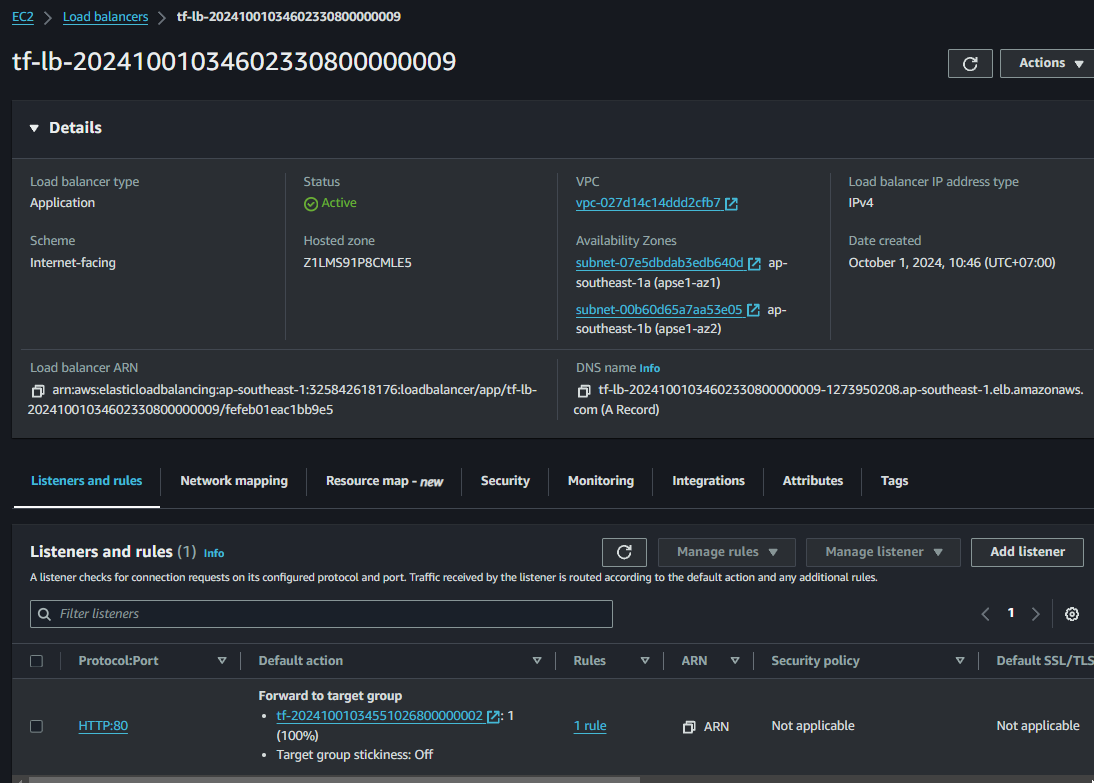 EC2 > Load balancers > tf-lb-20241001034602330800000009
tf-lb-20241001034602330800000009
Actions
Details
Load balancer type
Application
Status
Active
VPC
vpc-027d14c14ddd2cfb7
Load balancer IP address type
IPv4
Scheme
Internet-facing
Hosted zone
Z1LMS91P8CMLE5
Availability Zones
subnet-07e5dbdab3edb640d ap-
southeast-1a (apse1-az1)
subnet-00b60d65a7aa53e05 ap-
southeast-1b (apse1-az2)
Date created
October 1, 2024, 10:46 (UTC+07:00)
Load balancer ARN
arn:aws:elasticloadbalancing:ap-southeast-1:325842618176:loadbalancer/app/tf-lb-
20241001034602330800000009/fefeb01eac1bb9e5
DNS name Info
tf-lb-20241001034602330800000009-1273950208.ap-southeast-1.elb.amazonaws.
com (A Record)
Listeners and rules
Network mapping
Resource map - new
Security
Monitoring
Integrations
Attributes
Tags
Listeners and rules (1) Info
Manage rules
Manage listener
Add listener
A listener checks for connection requests on its configured protocol and port. Traffic received by the listener is routed according to the default action and any additional rules.
Filter listeners
1
Protocol:Port
Default action
Rules
ARN
Security policy
Default SSL/TLS
HTTP:80
Forward to target group
• tf-20241001034551026800000002: 1
(100%)
• Target group stickiness: Off
1 rule
ARN
Not applicable
Not applicable